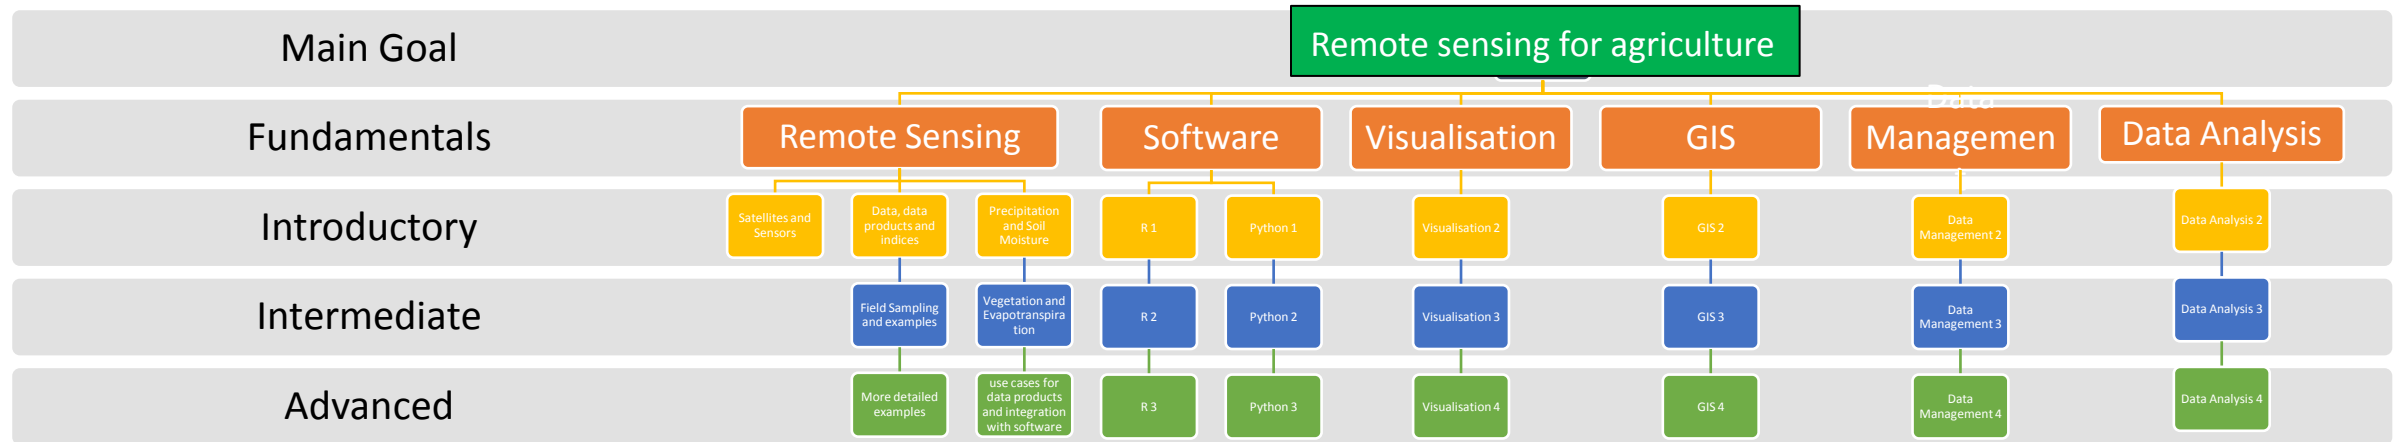 Main Goal
Remote sensing for agriculture
Fundamentals
Remote Sensing
Software
Visualisation
GIS
Data
Managemen
Data Analysis
Introductory
Satellites and
Sensors
Data, data
products and
indices
Precipitation
and Soil
Moisture
R 1
Python 1
Visualisation 2
GIS 2
Data
Management 2
Data Analysis 2
Intermediate
Field Sampling
and examples
Vegetation and
Evapotranspira
tion
R 2
Python 2
Visualisation 3
GIS 3
Data
Management 3
Data Analysis 3
Advanced
More detailed
examples
use cases for
data products
and integration
with software
R 3
Python 3
Visualisation 4
GIS 4
Data
Management 4
Data Analysis 4